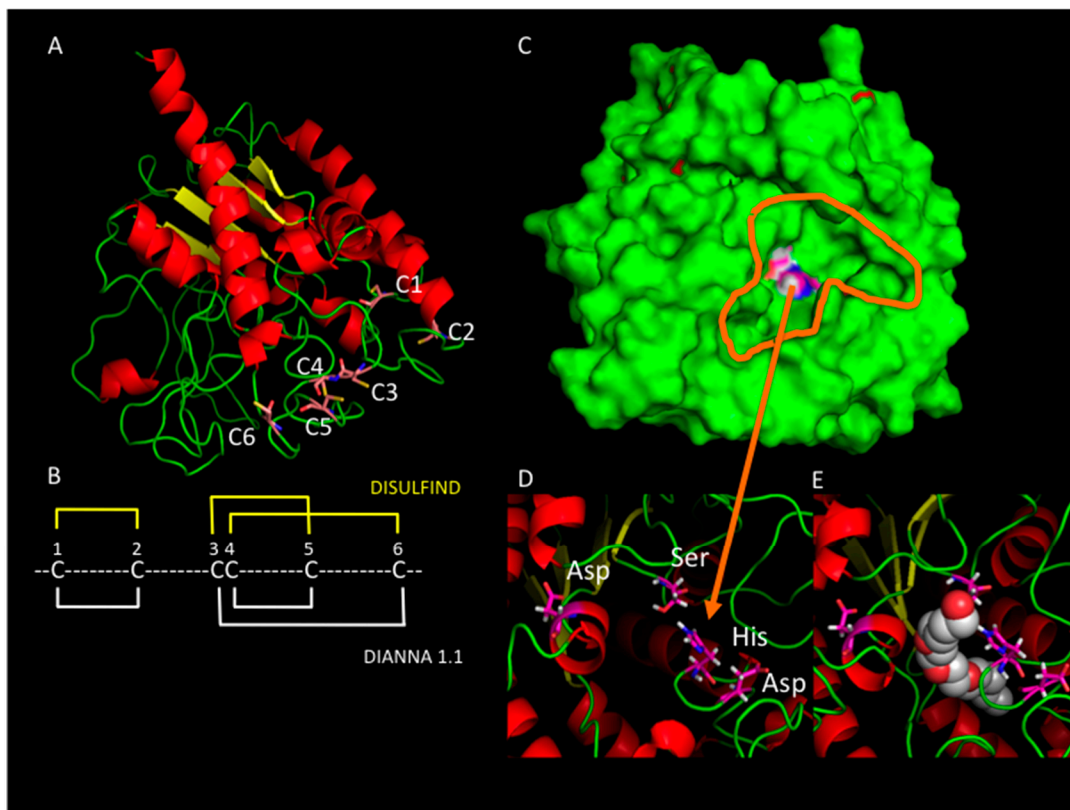 A
C1
C2
C4
C3
C5
C6
B
DISULFIND
1 2 3 4 5 6
--C--------C--------CC--------C---------C--
DIANNA 1.1
C
D
Asp
Ser
His
Asp
E